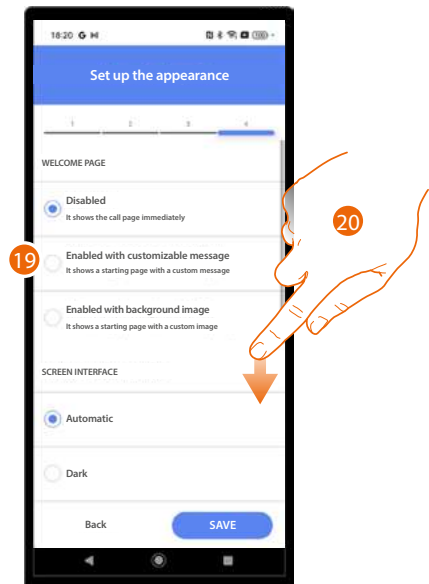 18:20 G M
100
Set up the appearance
1 2 3 4
WELCOME PAGE
Disabled
It shows the call page immediately
19
Enabled with customizable message
It shows a starting page with a custom message
20
Enabled with background image
It shows a starting page with a custom image
SCREEN INTERFACE
Automatic
Dark
Back SAVE